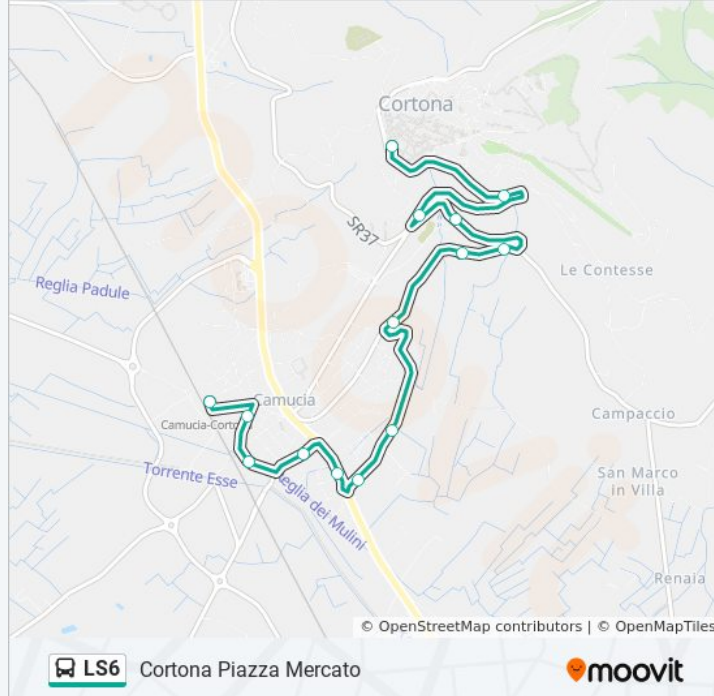 Cortona
SR37
Le Contesse
Reglia Padule
Camucia
Camucia-Corto
Campaccio
Torrente Esse
San Marco
in Villa
eglia dei Mulini
Renaia
© OpenStreetMap contributors | © OpenMapTiles
LS6 Cortona Piazza Mercato
moovit